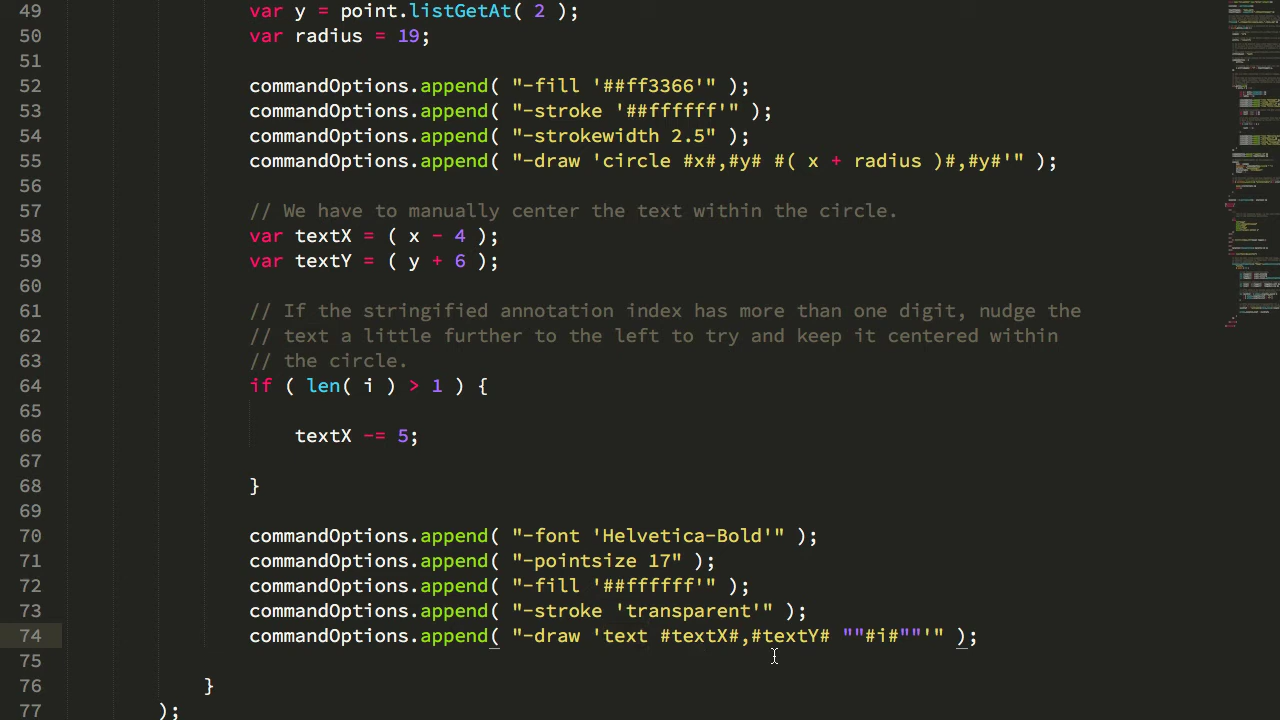 49 var y = point.listGetAt( 2 );
50 var radius = 19;
51
52 commandOptions.append( "-fill '##ff3366'" );
53 commandOptions.append( "-stroke '##ffffff'" );
54 commandOptions.append( "-strokewidth 2.5" );
55 commandOptions.append( "-draw 'circle #x#,#y# #( x + radius )#,#y#'" );
56
57 // We have to manually center the text within the circle.
58 var textX = ( x - 4 );
59 var textY = ( y + 6 );
60
61 // If the stringified annotation index has more than one digit, nudge the
62 // text a little further to the left to try and keep it centered within
63 // the circle.
64 if ( len( i ) > 1 ) {
65
66 textX -= 5;
67
68 }
69
70 commandOptions.append( "-font 'Helvetica-Bold'" );
71 commandOptions.append( "-pointsize 17" );
72 commandOptions.append( "-fill '##ffffff'" );
73 commandOptions.append( "-stroke 'transparent'" );
74 commandOptions.append( "-draw 'text #textX#,#textY# ""#i#""'" );
75
76 }
77 );